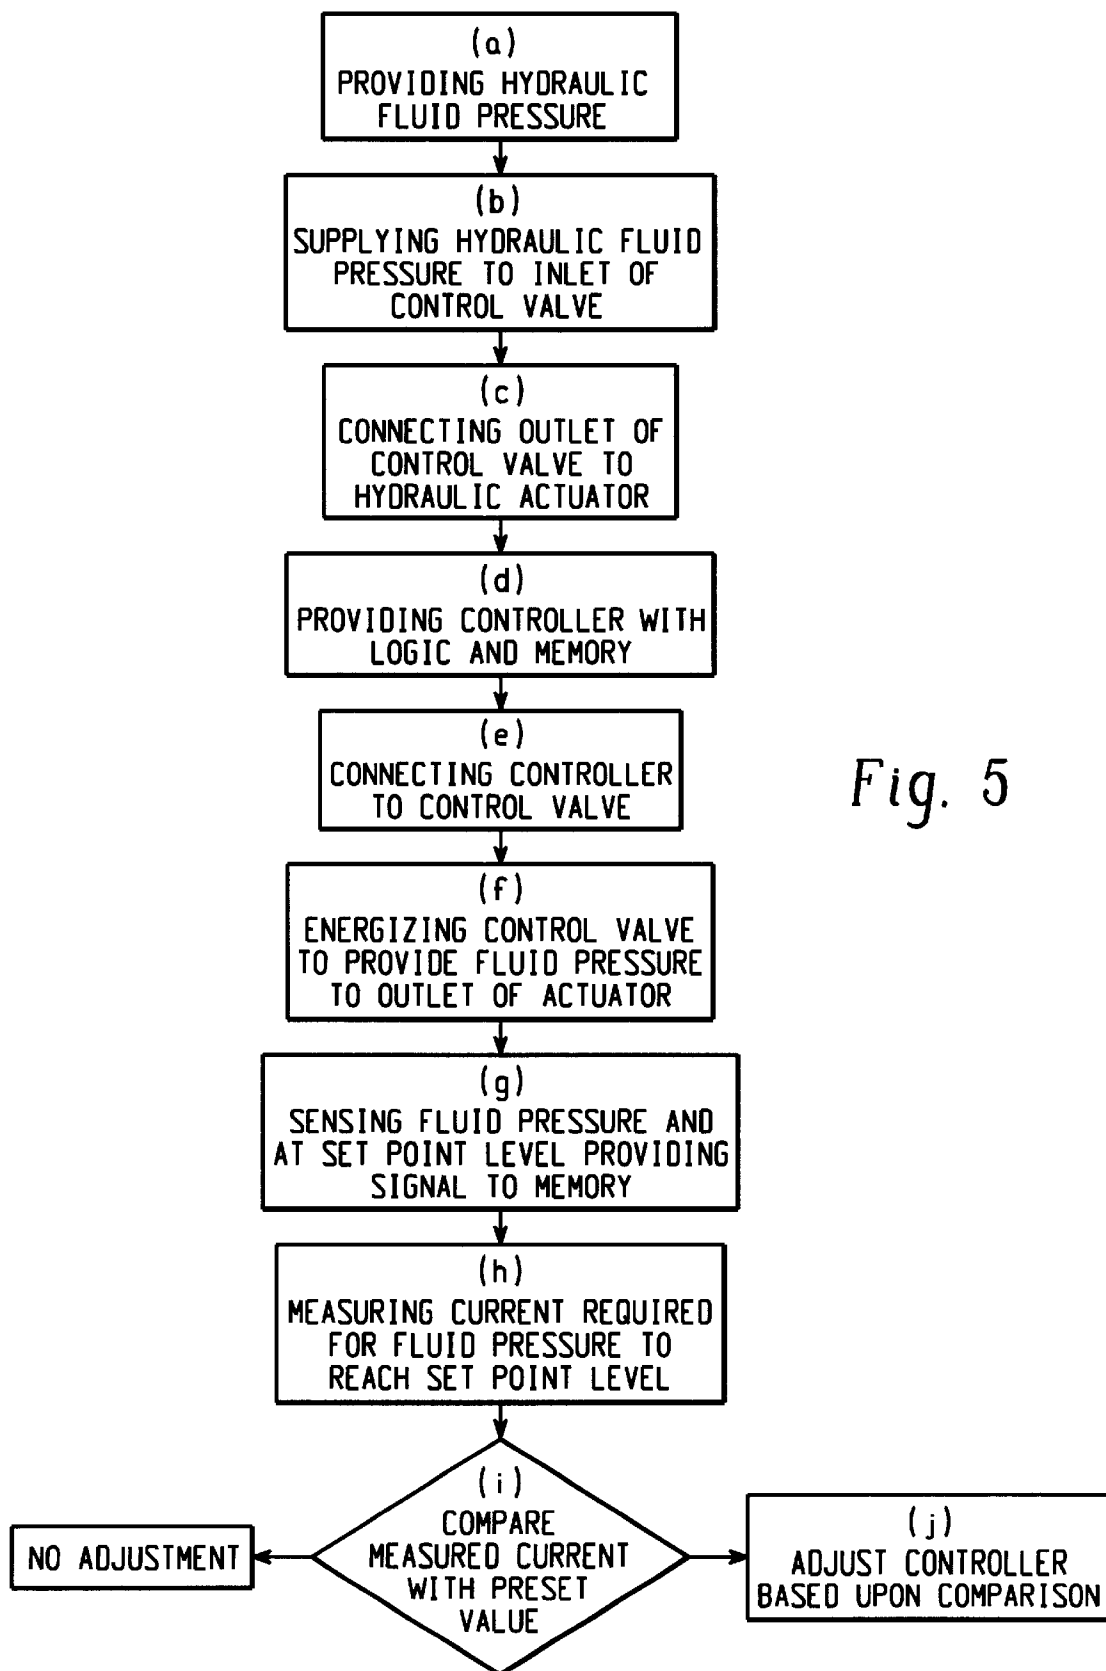 (a)
PROVIDING HYDRAULIC
FLUID PRESSURE
(b)
SUPPLYING HYDRAULIC FLUID
PRESSURE TO INLET OF
CONTROL VALVE
(c)
CONNECTING OUTLET OF
CONTROL VALVE TO
HYDRAULIC ACTUATOR
(d)
PROVIDING CONTROLLER WITH
LOGIC AND MEMORY
(e)
CONNECTING CONTROLLER
TO CONTROL VALVE
Fig. 5
(f)
ENERGIZING CONTROL VALVE
TO PROVIDE FLUID PRESSURE
TO OUTLET OF ACTUATOR
(g)
SENSING FLUID PRESSURE AND
AT SET POINT LEVEL PROVIDING
SIGNAL TO MEMORY
(h)
MEASURING CURRENT REQUIRED
FOR FLUID PRESSURE TO
REACH SET POINT LEVEL
(i)
COMPARE
MEASURED CURRENT
WITH PRESET
VALUE
NO ADJUSTMENT
(j)
ADJUST CONTROLLER
BASED UPON COMPARISON